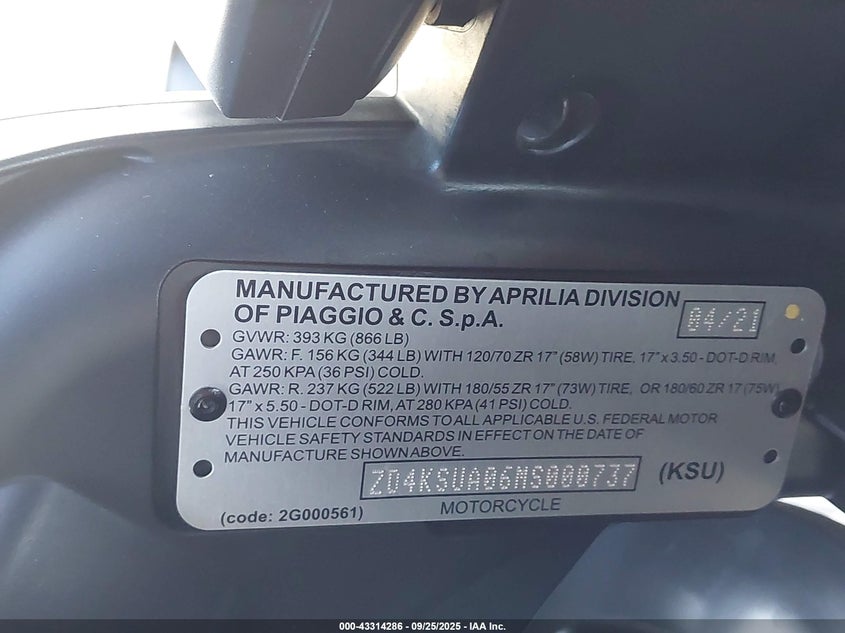 MANUFACTURED BY APRILIA DIVISION
OF PIAGGIO & C. S.p.A.
04/21
GVWR: 393 KG (866 LB)
GAWR: F. 156 KG (344 LB) WITH 120/70 ZR 17" (58W) TIRE, 17" x 3.50 - DOT-D RIM,
AT 250 KPA (36 PSI) COLD.
GAWR: R. 237 KG (522 LB) WITH 180/55 ZR 17" (73W) TIRE, OR 180/60 ZR 17 (75W)
17" x 5.50 - DOT-D RIM, AT 280 KPA (41 PSI) COLD.
THIS VEHICLE CONFORMS TO ALL APPLICABLE U.S. FEDERAL MOTOR
VEHICLE SAFETY STANDARDS IN EFFECT ON THE DATE OF
MANUFACTURE SHOWN ABOVE.
ZD4KSUA06MS000737 (KSU)
(code: 2G000561) MOTORCYCLE
000-43314286 - 09/25/2025 - IAA Inc.